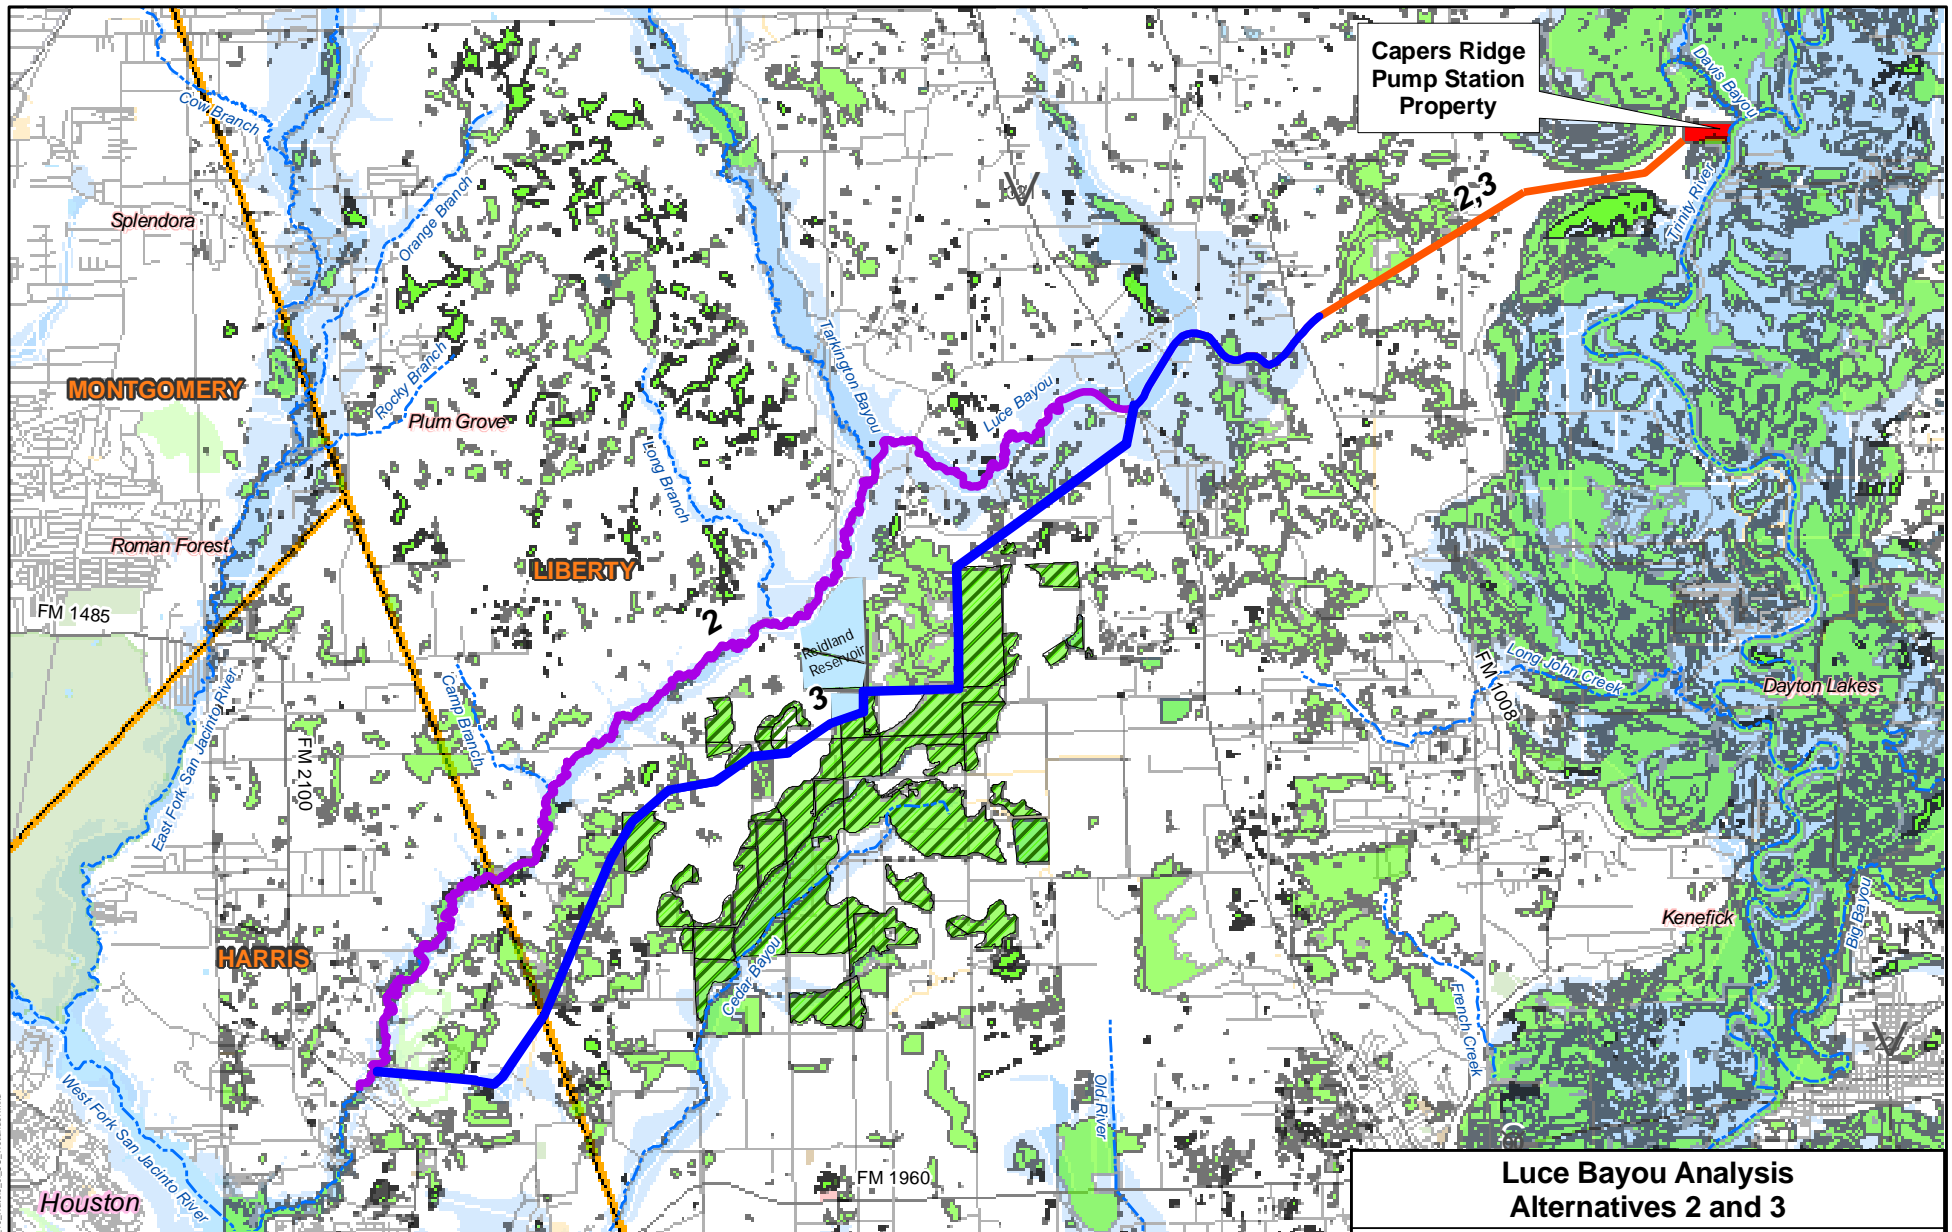 Capers Ridge
Pump Station
Property
Davis Bayou
Cow Branch
Orange Branch
Splendora
2,3
Trinity River
Tarkington Bayou
Rocky Branch
MONTGOMERY
Plum Grove
Luce Bayou
Long Branch
Roman Forest
LIBERTY
FM 1485
2
Reidland
Reservoir
3
Long John Creek
FM 1008
Dayton Lakes
Camp Branch
East Fork San Jacinto River
FM 2100
Kenefick
Big Bayou
HARRIS
Cedar Bayou
French Creek
Old River
West Fork San Jacinto River
Houston
FM 1960
Luce Bayou Analysis
Alternatives 2 and 3